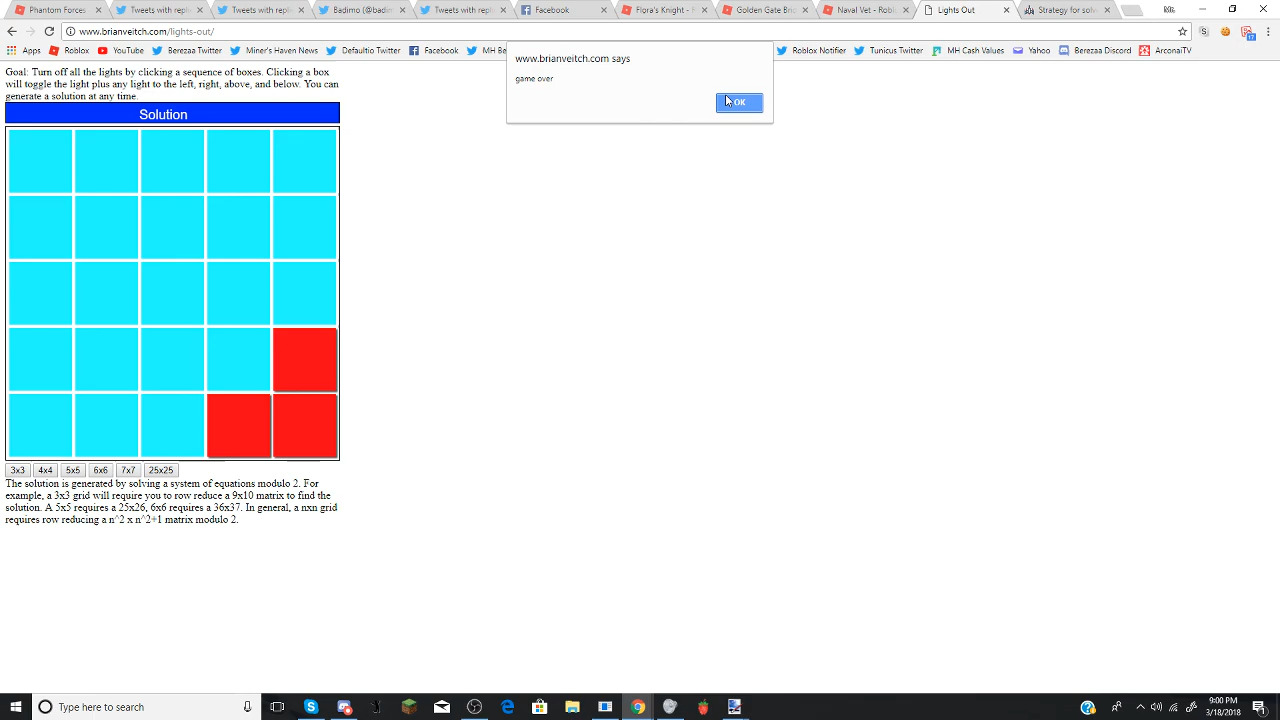 Phantom Forces
Tweets with repli
Tweets with repli
Badimo (@badim
Tweets with repl
Facebook
Flora's Knight - F
Golden Gate Brid
Naval Vet - Robl
Lights Out
Strategy for solv
www.brianveitch.com/lights-out/
Apps
Roblox
YouTube
Berezaa Twitter
Miner's Haven News
Defaultio Twitter
Facebook
MH Ba
Roblox Notifier
Tunicus Twitter
MH Cash Values
Yahoo
Berezaa Discord
ArconaiTV
www.brianveitch.com says
game over
OK
Goal: Turn off all the lights by clicking a sequence of boxes. Clicking a box
will toggle the light plus any light to the left, right, above, and below. You can
generate a solution at any time.
Solution
3x3
4x4
5x5
6x6
7x7
25x25
The solution is generated by solving a system of equations modulo 2. For
example, a 3x3 grid will require you to row reduce a 9x10 matrix to find the
solution. A 5x5 requires a 25x26, 6x6 requires a 36x37. In general, a nxn grid
requires row reducing a n^2 x n^2+1 matrix modulo 2.
Type here to search
9:00 PM
3/18/2018